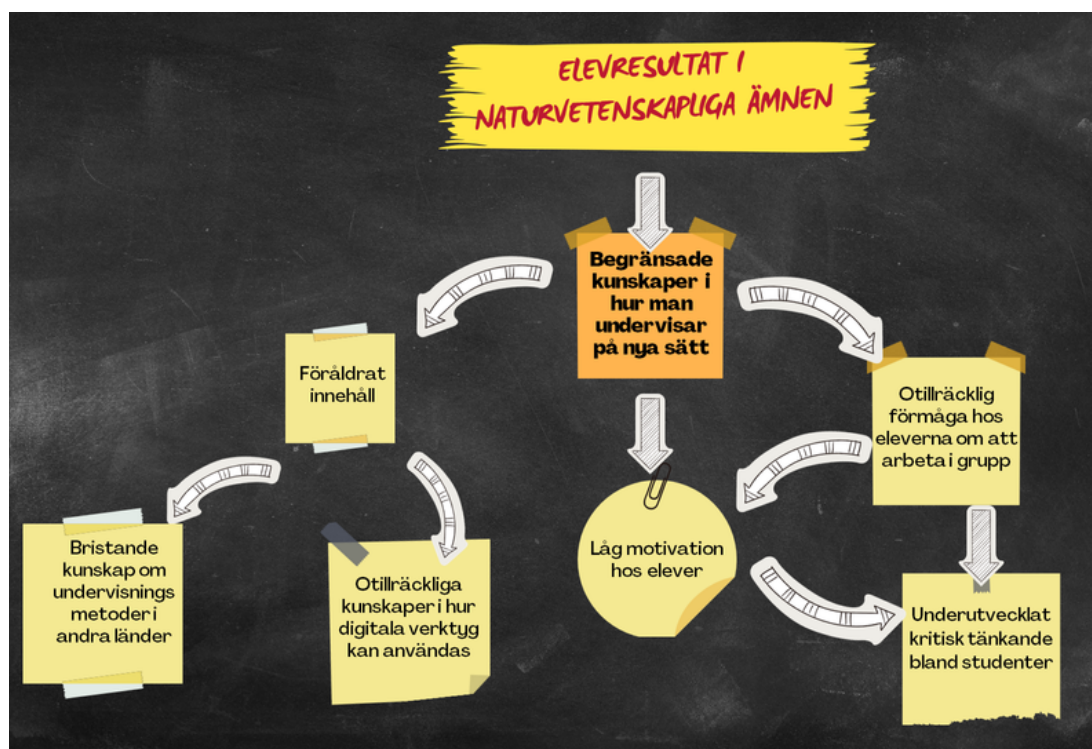 ELEVRESULTAT I
NATURVETENSKAPLIGA ÄMNEN
Begränsade
kunskaper i
hur man
undervisar
på nya sätt
Föråldrat
innehåll
Otillräcklig
förmåga hos
eleverna om att
arbeta i grupp
Bristande
kunskap om
undervisnings
metoder i
andra länder
Otillräckliga
kunskaper i hur
digitala verktyg
kan användas
Låg motivation
hos elever
Underutvecklat
kritisk tänkande
bland studenter